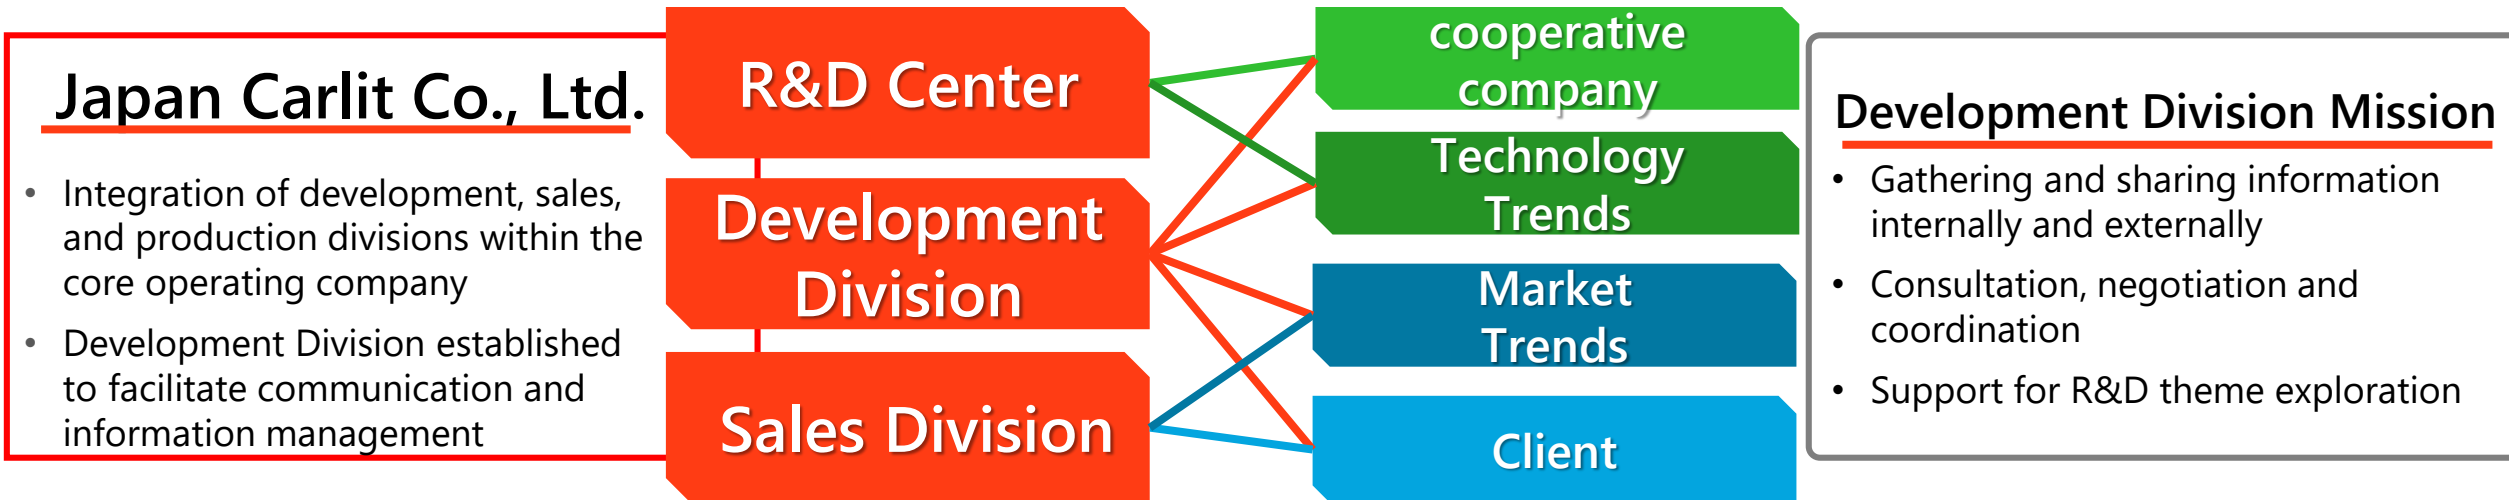 Japan Carlit Co., Ltd.
• Integration of development, sales,
and production divisions within the
core operating company
• Development Division established
to facilitate communication and
information management
R&D Center
Development
Division
Sales Division
cooperative
company
Technology
Trends
Market
Trends
Client
Development Division Mission
• Gathering and sharing information
internally and externally
• Consultation, negotiation and
coordination
• Support for R&D theme exploration